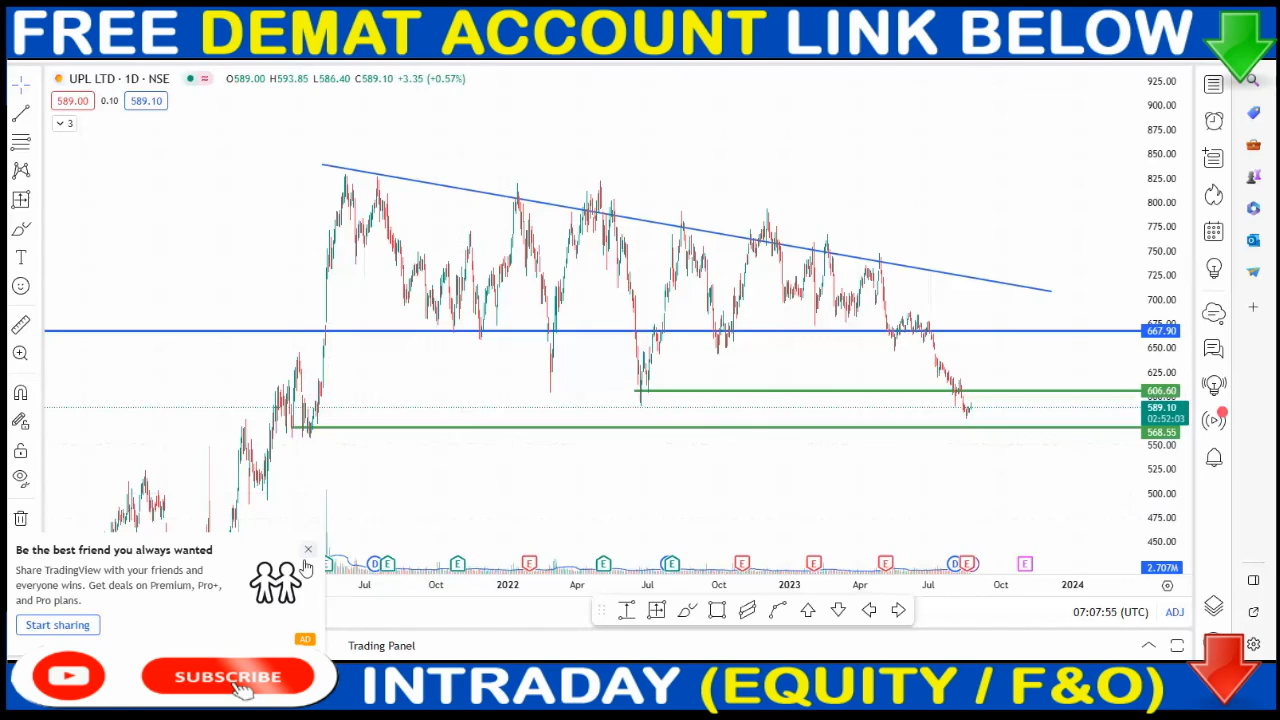 FREE DEMAT ACCOUNT LINK BELOW
UPL LTD · 1D · NSE
O589.00 H593.85 L586.40 C589.10 +3.35 (+0.57%)
589.00 0.10 589.10
3
925.00
900.00
875.00
850.00
825.00
800.00
775.00
750.00
725.00
700.00
667.90
650.00
625.00
606.60
589.10
02:52:03
568.55
550.00
525.00
500.00
475.00
450.00
2.707M
Jul Oct 2022 Apr Jul Oct 2023 Apr Jul Oct 2024
07:07:55 (UTC) ADJ
Trading Panel
Be the best friend you always wanted
Share TradingView with your friends and
everyone wins. Get deals on Premium, Pro+,
and Pro plans.
Start sharing
AD
SUBSCRIBE
INTRADAY (EQUITY / F&O)